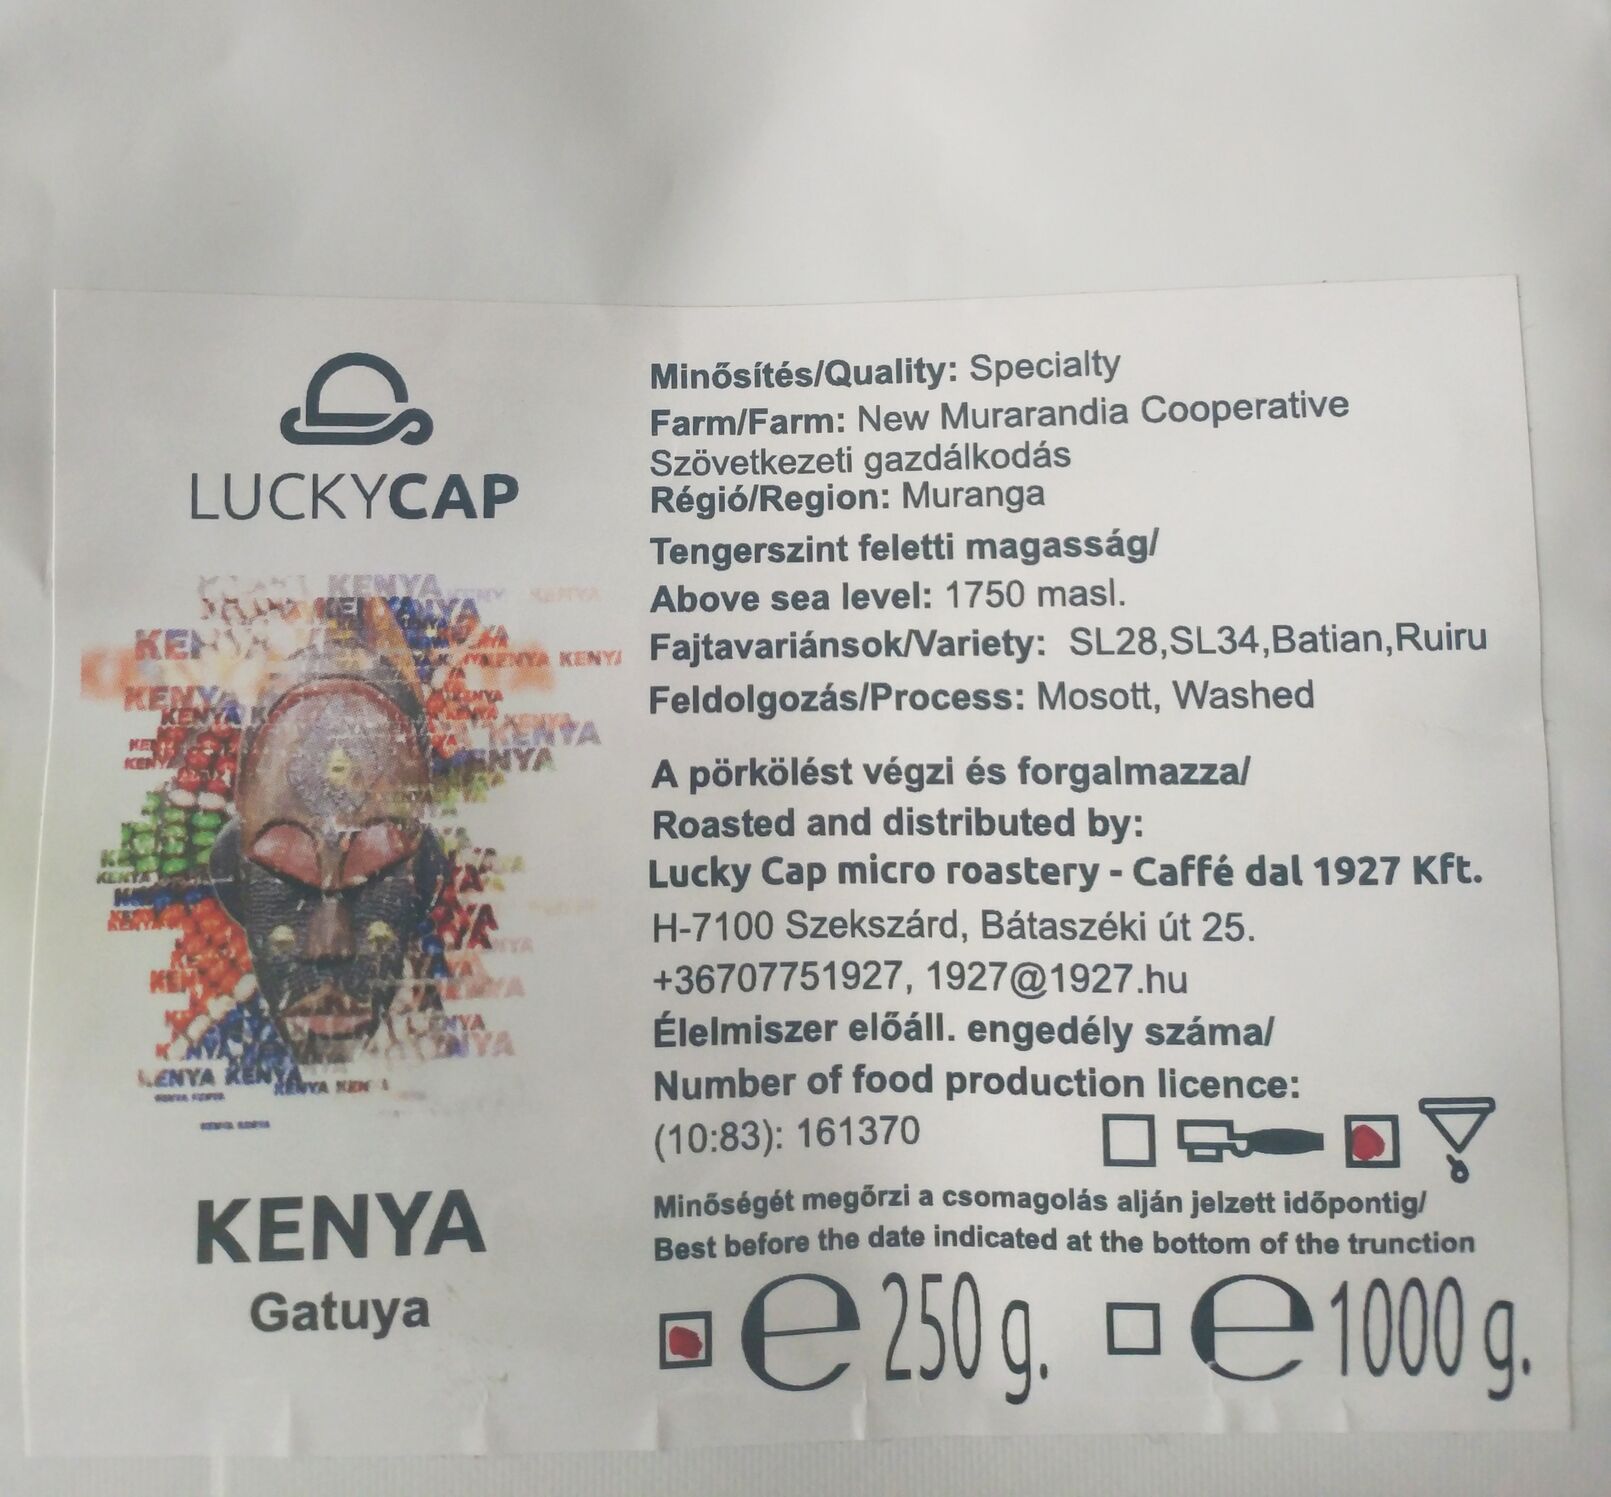 LUCKYCAP
KENYA
Gatuya
Minősítés/Quality: Specialty
Farm/Farm: New Murarandia Cooperative
Szövetkezeti gazdálkodás
Régió/Region: Muranga
Tengerszint feletti magasság/
Above sea level: 1750 masl.
Fajtavariánsok/Variety: SL28,SL34,Batian,Ruiru
Feldolgozás/Process: Mosott, Washed
A pörkölést végzi és forgalmazza/
Roasted and distributed by:
Lucky Cap micro roastery - Caffé dal 1927 Kft.
H-7100 Szekszárd, Bátaszéki út 25.
+36707751927, 1927@1927.hu
Élelmiszer előáll. engedély száma/
Number of food production licence:
(10:83): 161370
Minőségét megőrzi a csomagolás alján jelzett időpontig/
Best before the date indicated at the bottom of the trunction
e 250 g. e 1000 g.